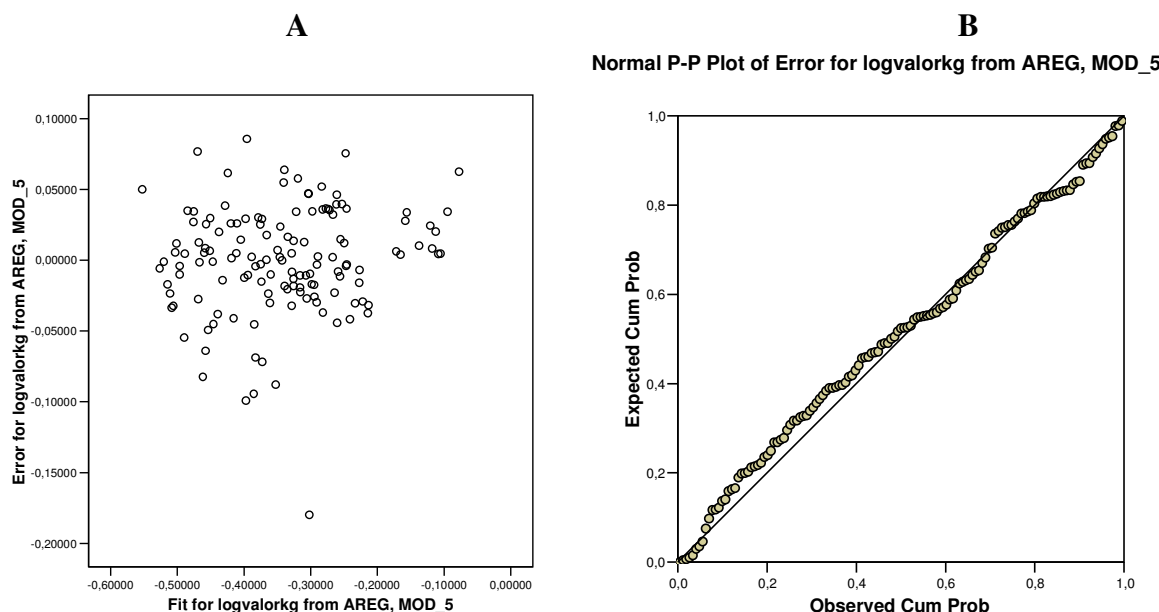 A
Error for logvalorkg from AREG, MOD_5
0,10000
0,05000
0,00000
-0,05000
-0,10000
-0,15000
-0,20000
-0,60000 -0,50000 -0,40000 -0,30000 -0,20000 -0,10000 0,00000
Fit for logvalorkg from AREG, MOD_5
B
Normal P-P Plot of Error for logvalorkg from AREG, MOD_5
Expected Cum Prob
1,0
0,8
0,6
0,4
0,2
0,0
0,0 0,2 0,4 0,6 0,8 1,0
Observed Cum Prob